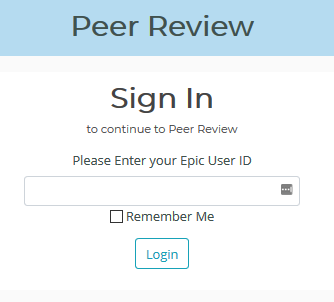 Peer Review
Sign In
to continue to Peer Review
Please Enter your Epic User ID
Remember Me
Login